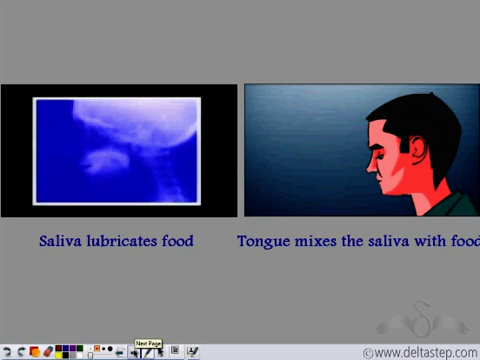 Saliva lubricates food
Tongue mixes the saliva with food
Next Page
©www.deltastep.com